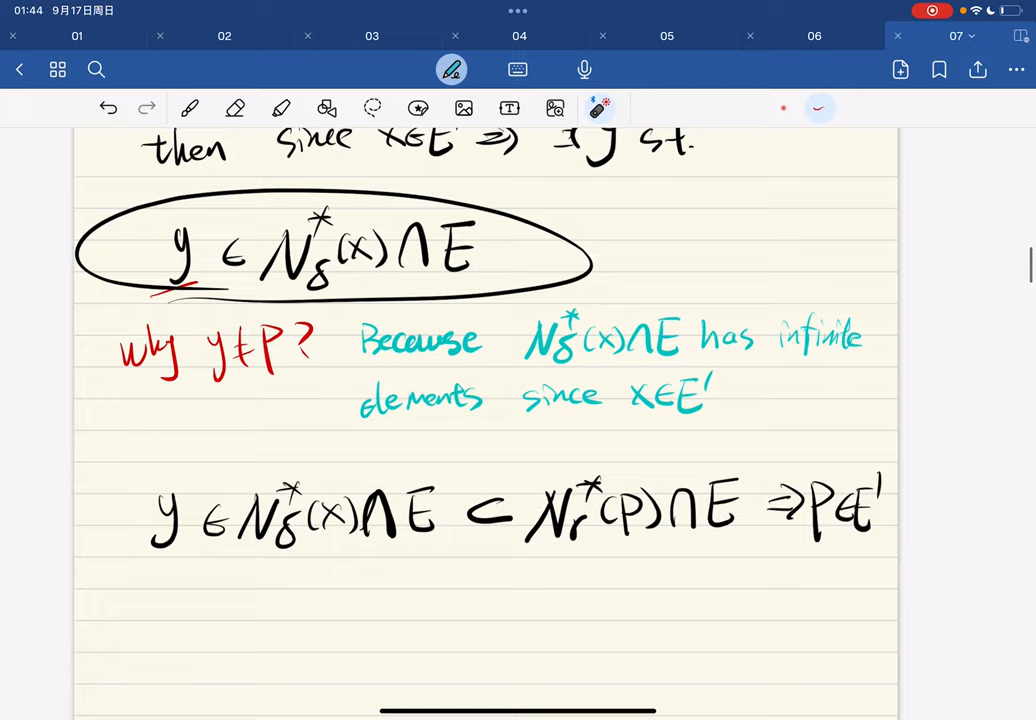 01:44 9月17日周日
01 02 03 04 05 06 07
then since x∈E' ⇒ ∃ y st.
y ∈ N*δ(x)∩E
why y≠P? Because N*δ(x)∩E has infinite
elements since x∈E'
y ∈ N*δ(x)∩E ⊂ N*r(p)∩E ⇒ P∈E'